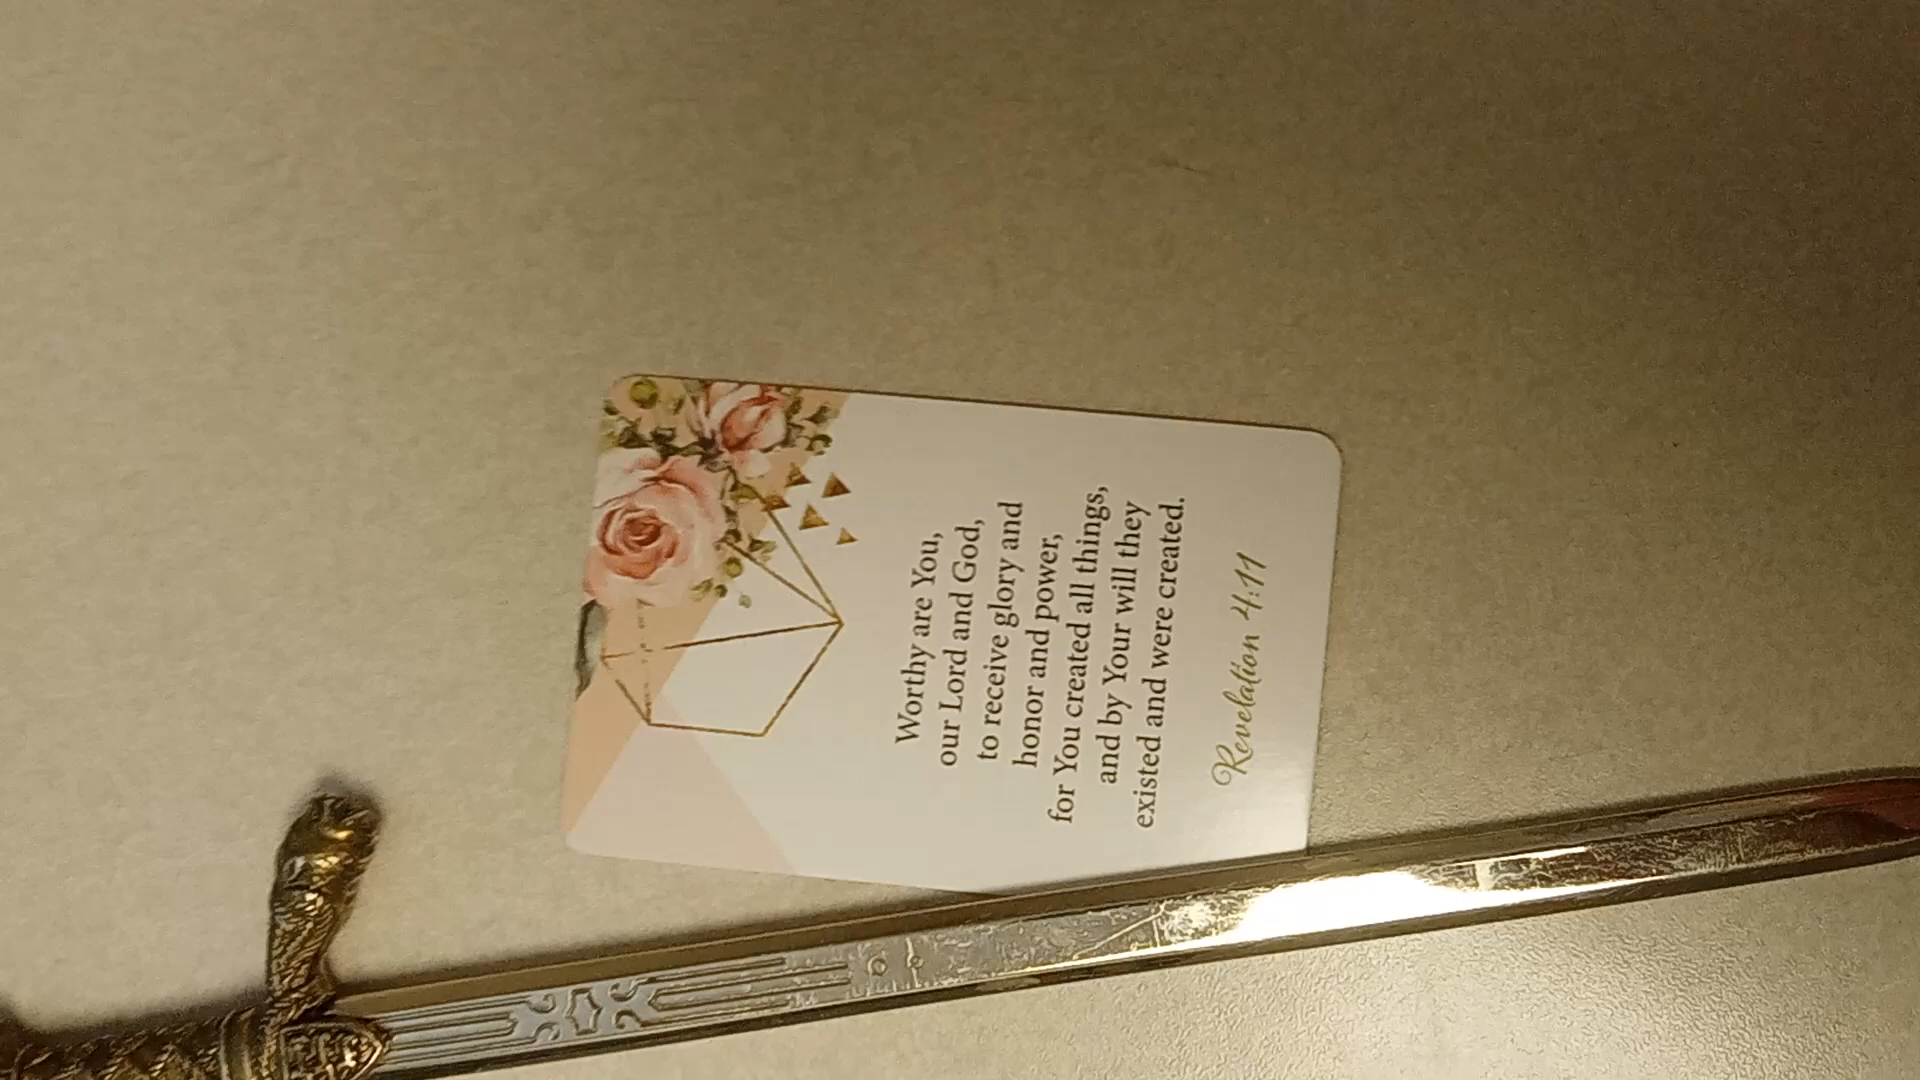 Worthy are You,
our Lord and God,
to receive glory and
honor and power,
for You created all things,
and by Your will they
existed and were created.
Revelation 4:11